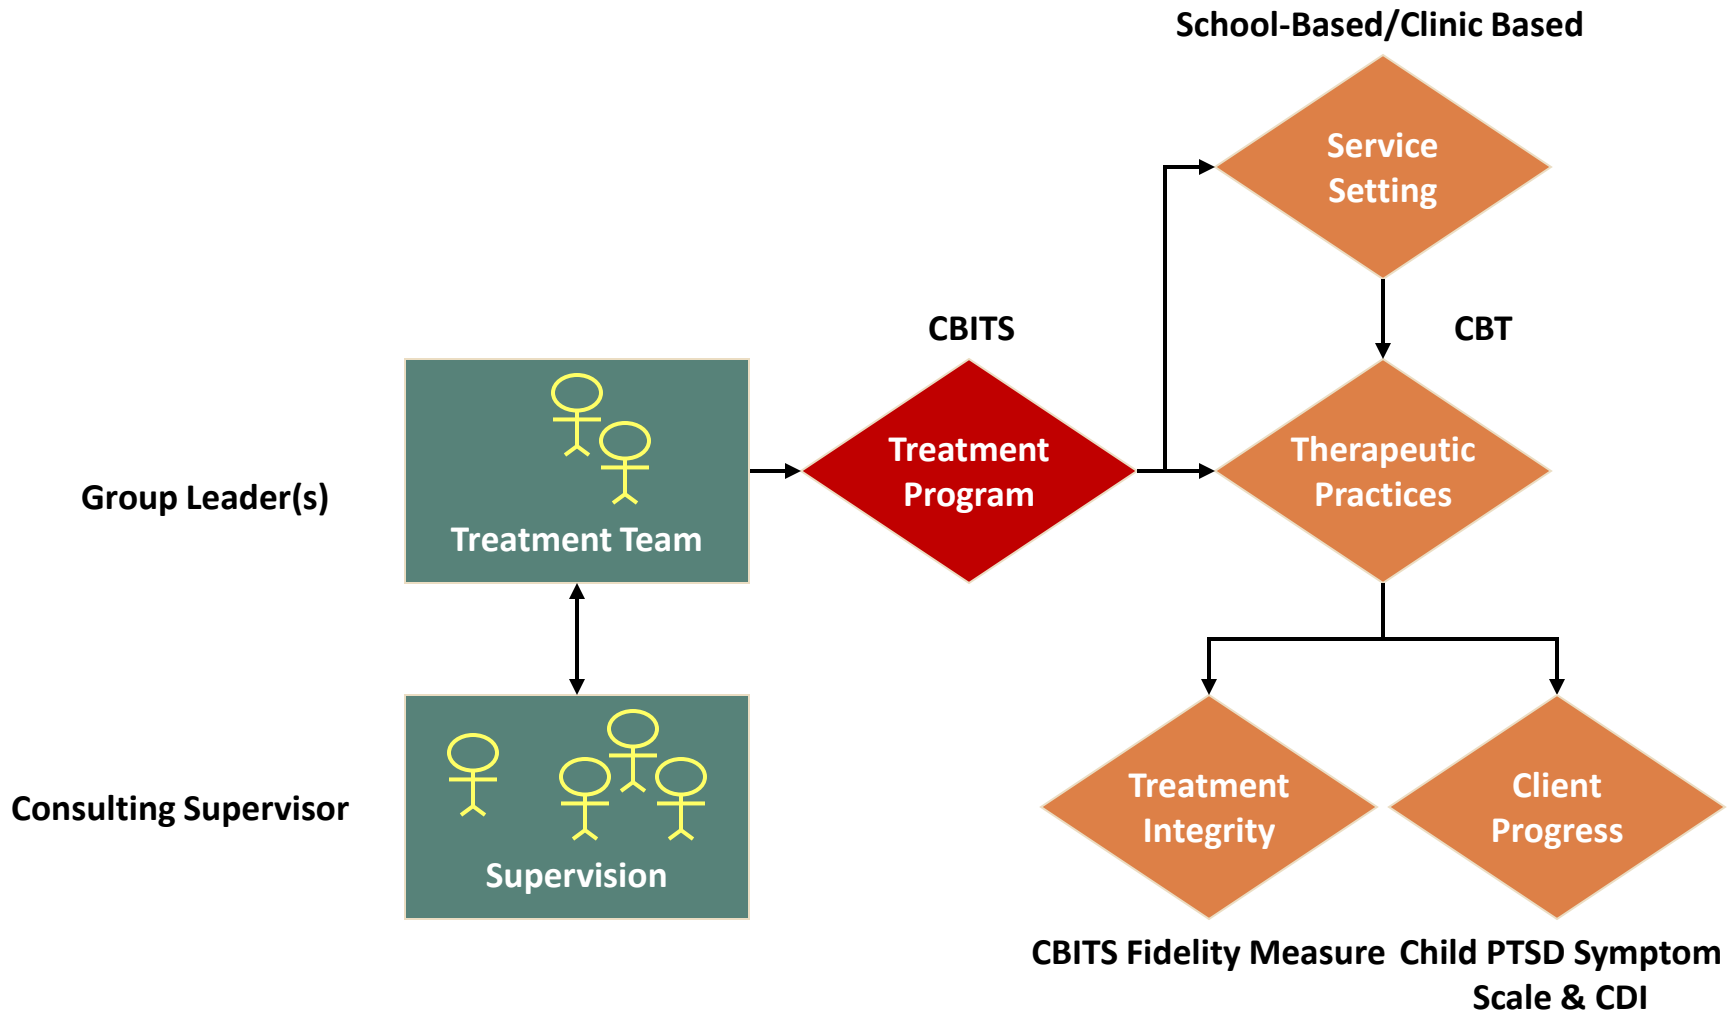 School-Based/Clinic Based
Service
Setting
CBITS
CBT
Treatment
Program
Therapeutic
Practices
Group Leader(s)
Treatment Team
Consulting Supervisor
Supervision
Treatment
Integrity
Client
Progress
CBITS Fidelity Measure
Child PTSD Symptom
Scale & CDI